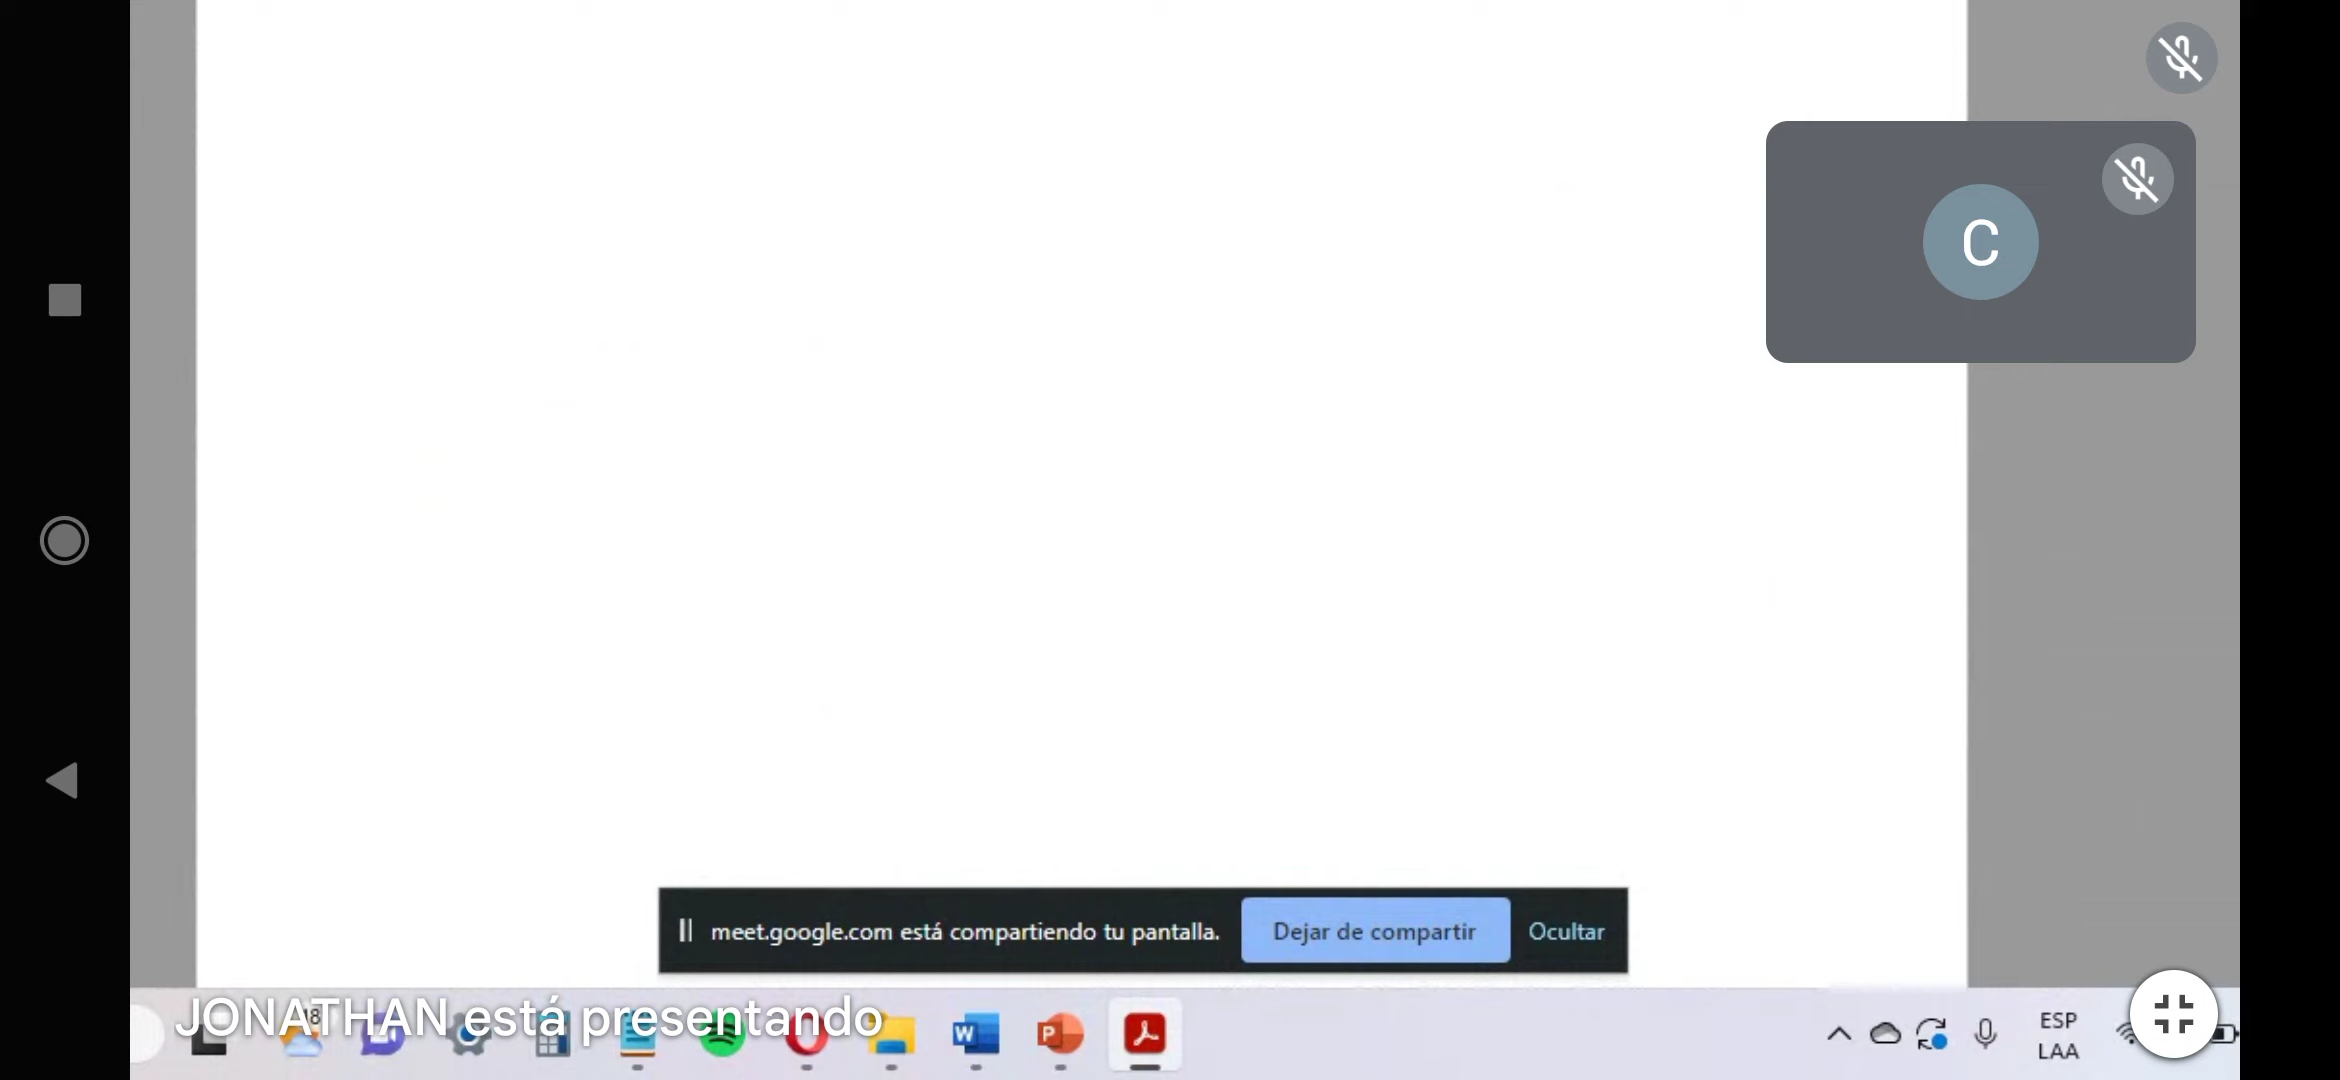 C
meet.google.com está compartiendo tu pantalla.
Dejar de compartir
Ocultar
JONATHAN está presentando
ESP
LAA